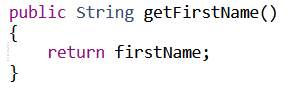 public String getFirstName()
{
    return firstName;
}